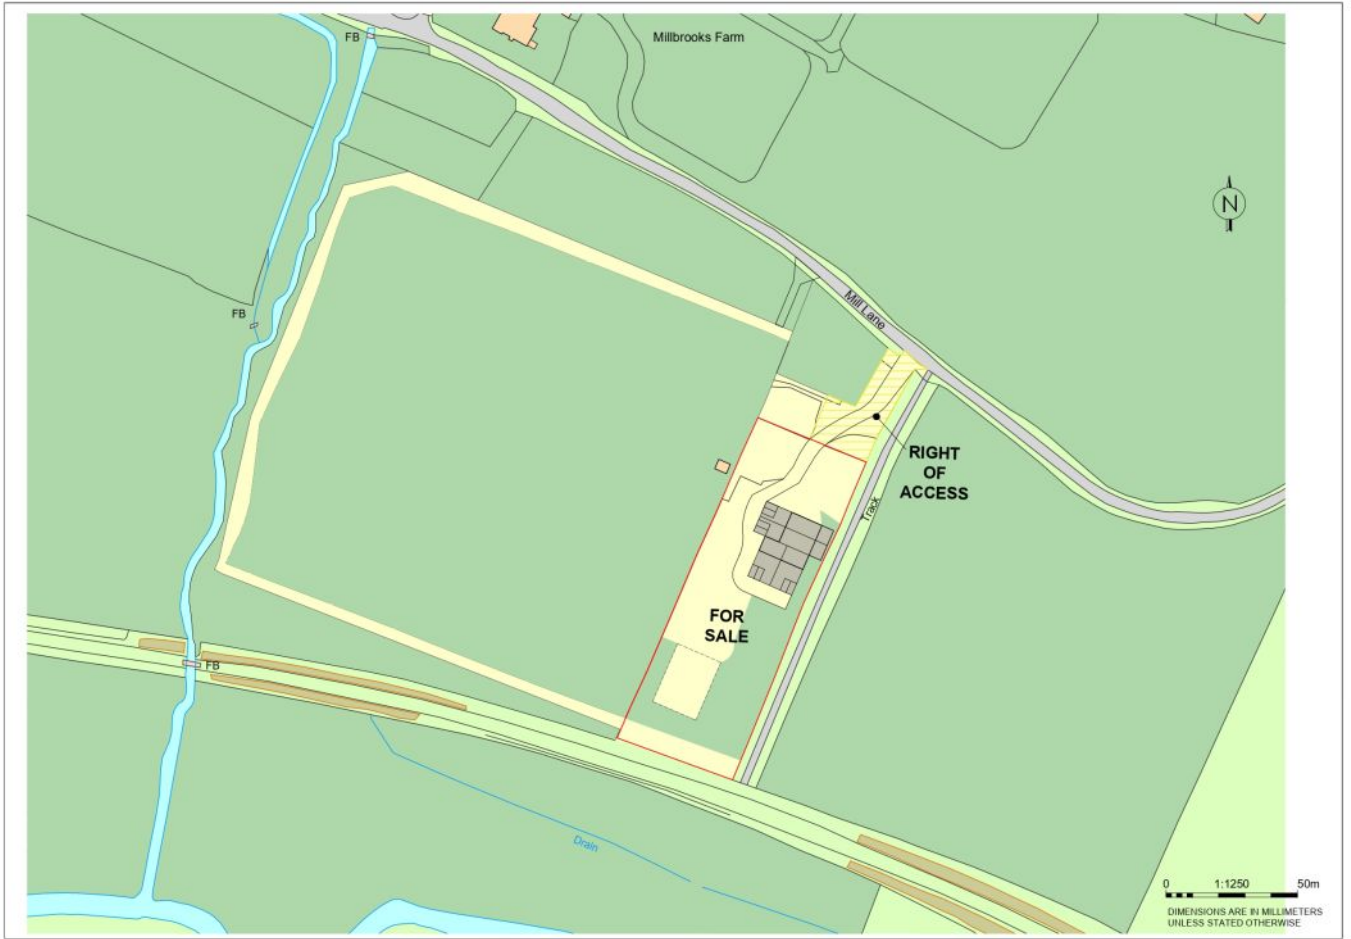 FB
Millbrooks Farm
N
FB
Mill Lane
RIGHT
OF
ACCESS
Track
FOR
SALE
FB
Drain
0 1:1250 50m
DIMENSIONS ARE IN MILLIMETERS
UNLESS STATED OTHERWISE